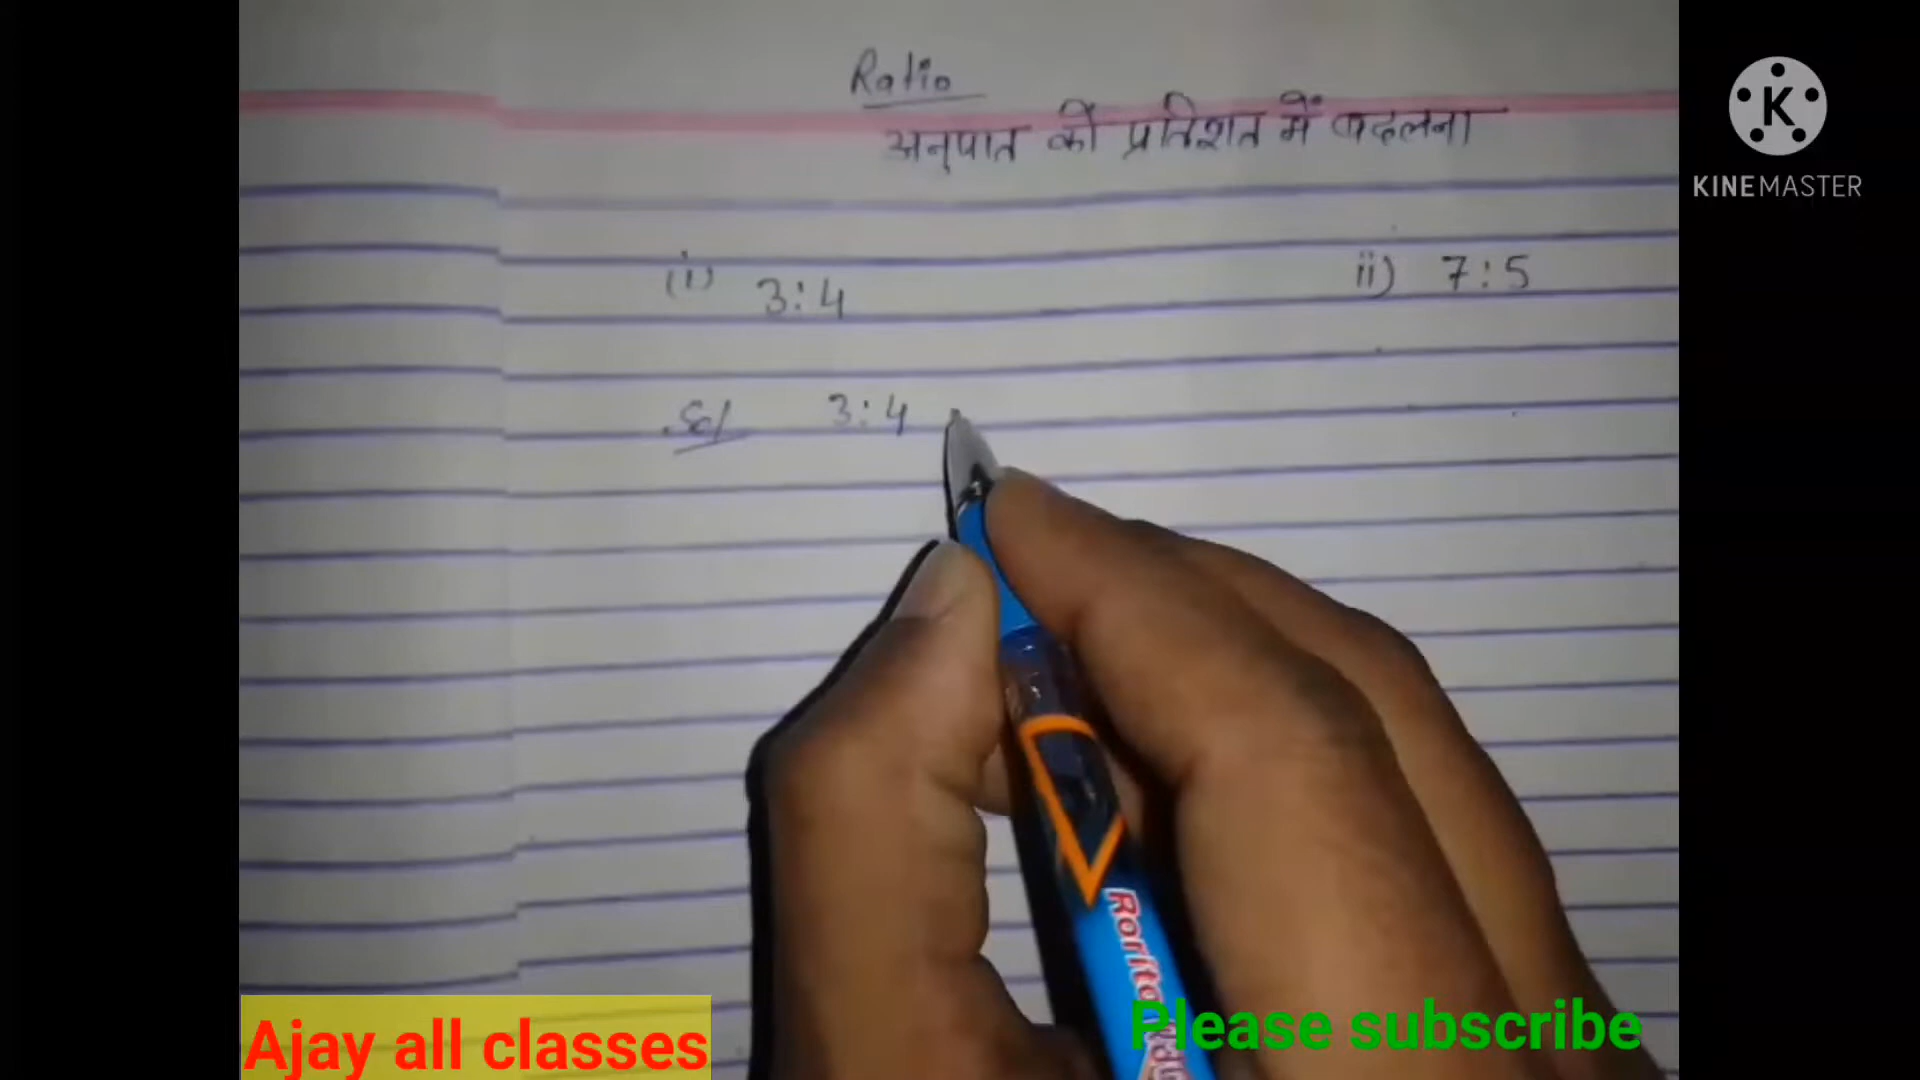 Ratio
अनुपात को प्रतिशत में बदलना
(i) 3:4
ii) 7:5
Sol 3:4
K
KINEMASTER
Rorito
Ajay all classes
Please subscribe